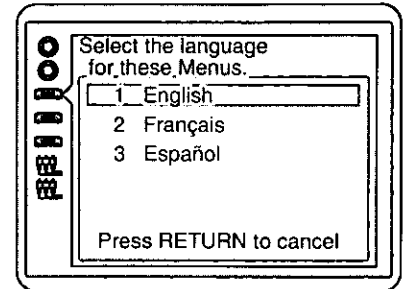 Select the language
for these Menus.
1 English
2 Français
3 Español
Press RETURN to cancel